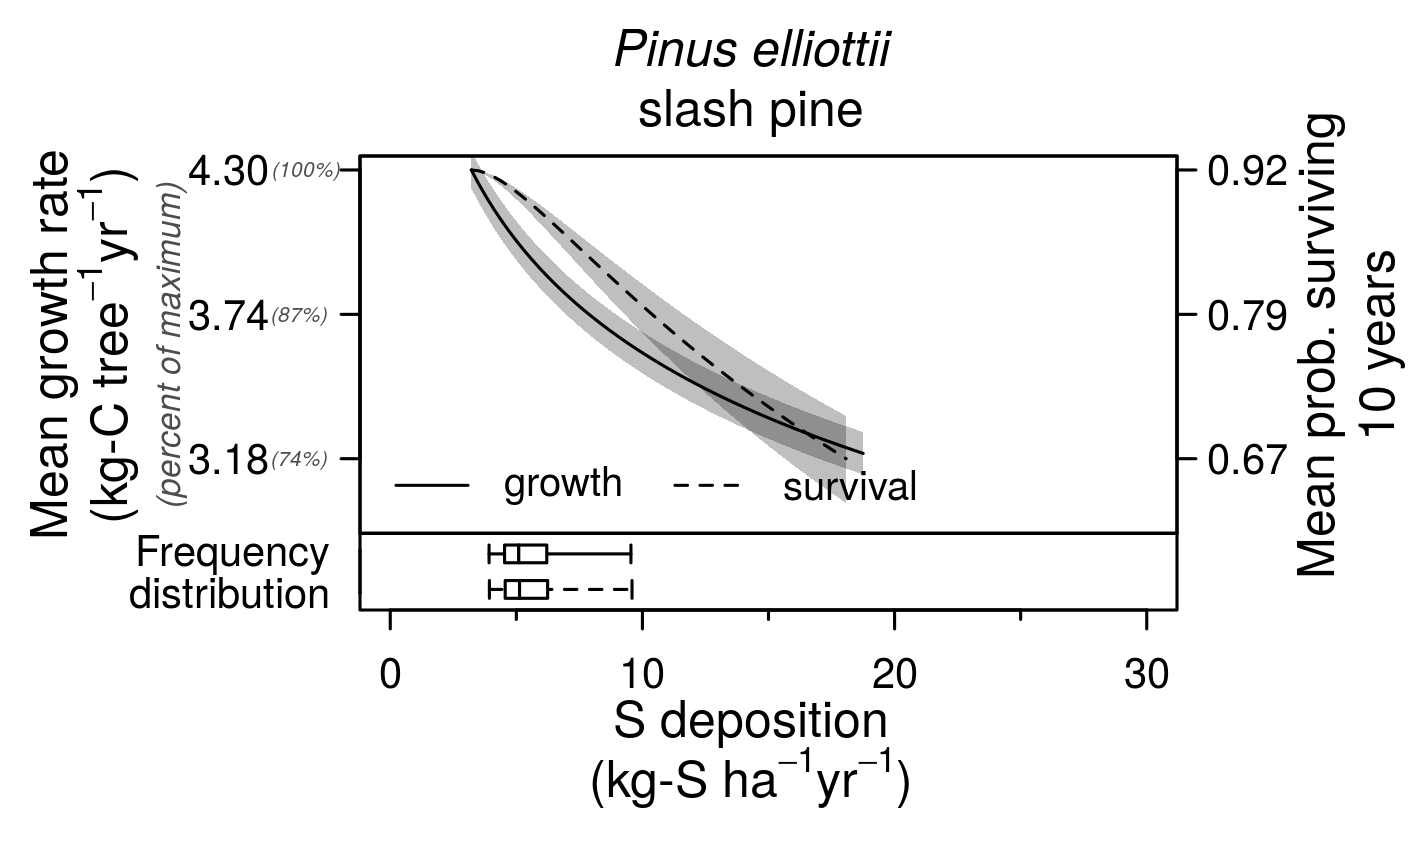 Pinus elliottii
slash pine
Mean growth rate
(kg-C tree⁻¹yr⁻¹)
(percent of maximum)
4.30 (100%)
3.74 (87%)
3.18 (74%)
0.92
0.79
0.67
Mean prob. surviving
10 years
growth survival
Frequency
distribution
0 10 20 30
S deposition
(kg-S ha⁻¹yr⁻¹)